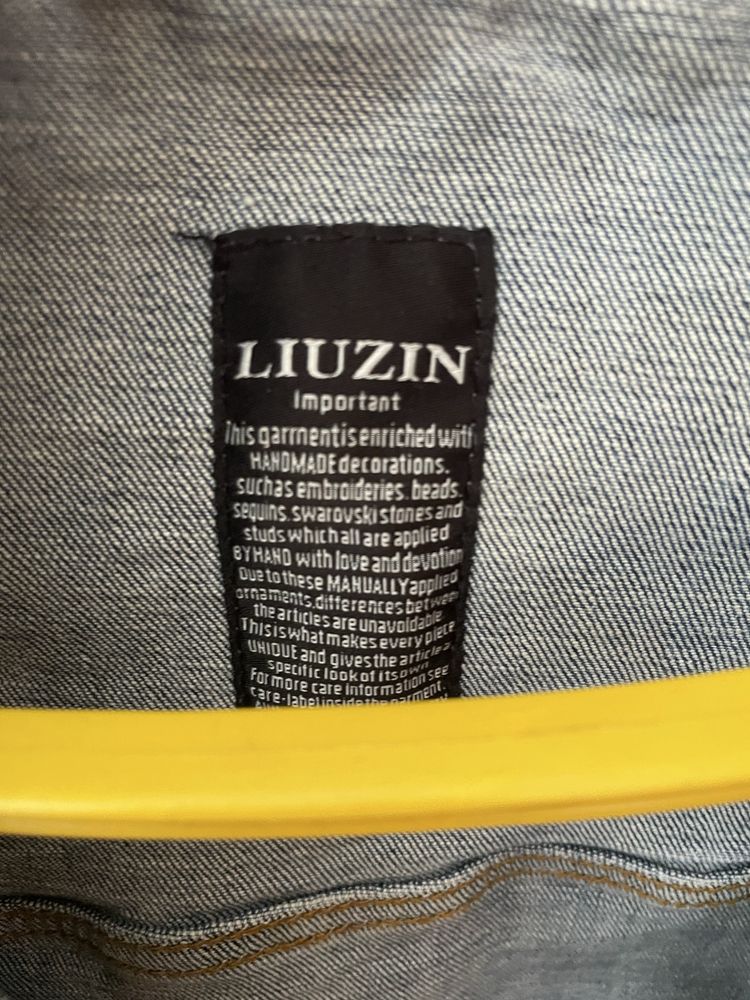 LIUZIN
Important
This garment is enriched with
HANDMADE decorations.
such as embroideries. beads.
sequins. swarovski stones and
studs which all are applied
BY HAND with love and devotion
Due to these MANUALLY applied
ornaments. differences between
the articles are unavoidable.
This is what makes every piece
UNIQUE and gives the article a
specific look of its own
For more care information see
care-label inside the garment.